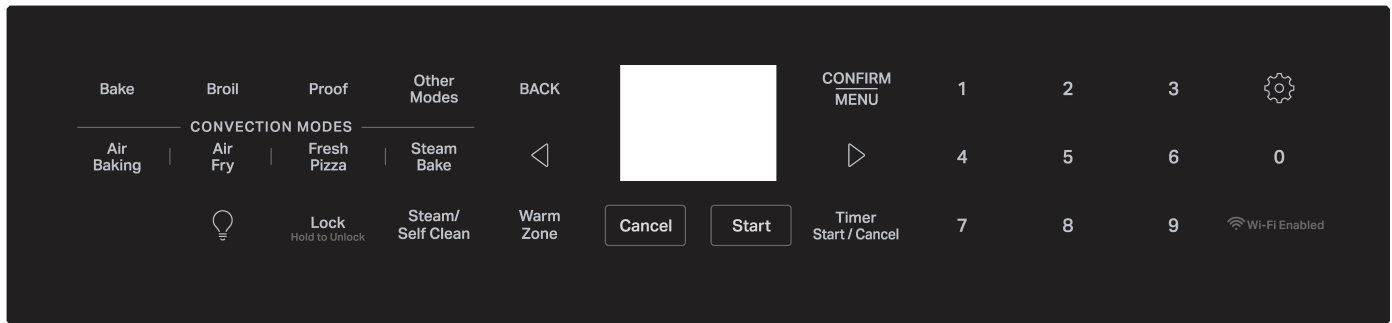 Bake
Broil
Proof
Other
Modes
BACK
CONFIRM
MENU
1
2
3
CONVECTION MODES
Air
Baking
Air
Fry
Fresh
Pizza
Steam
Bake
4
5
6
0
Lock
Hold to Unlock
Steam/
Self Clean
Warm
Zone
Cancel
Start
Timer
Start / Cancel
7
8
9
Wi-Fi Enabled